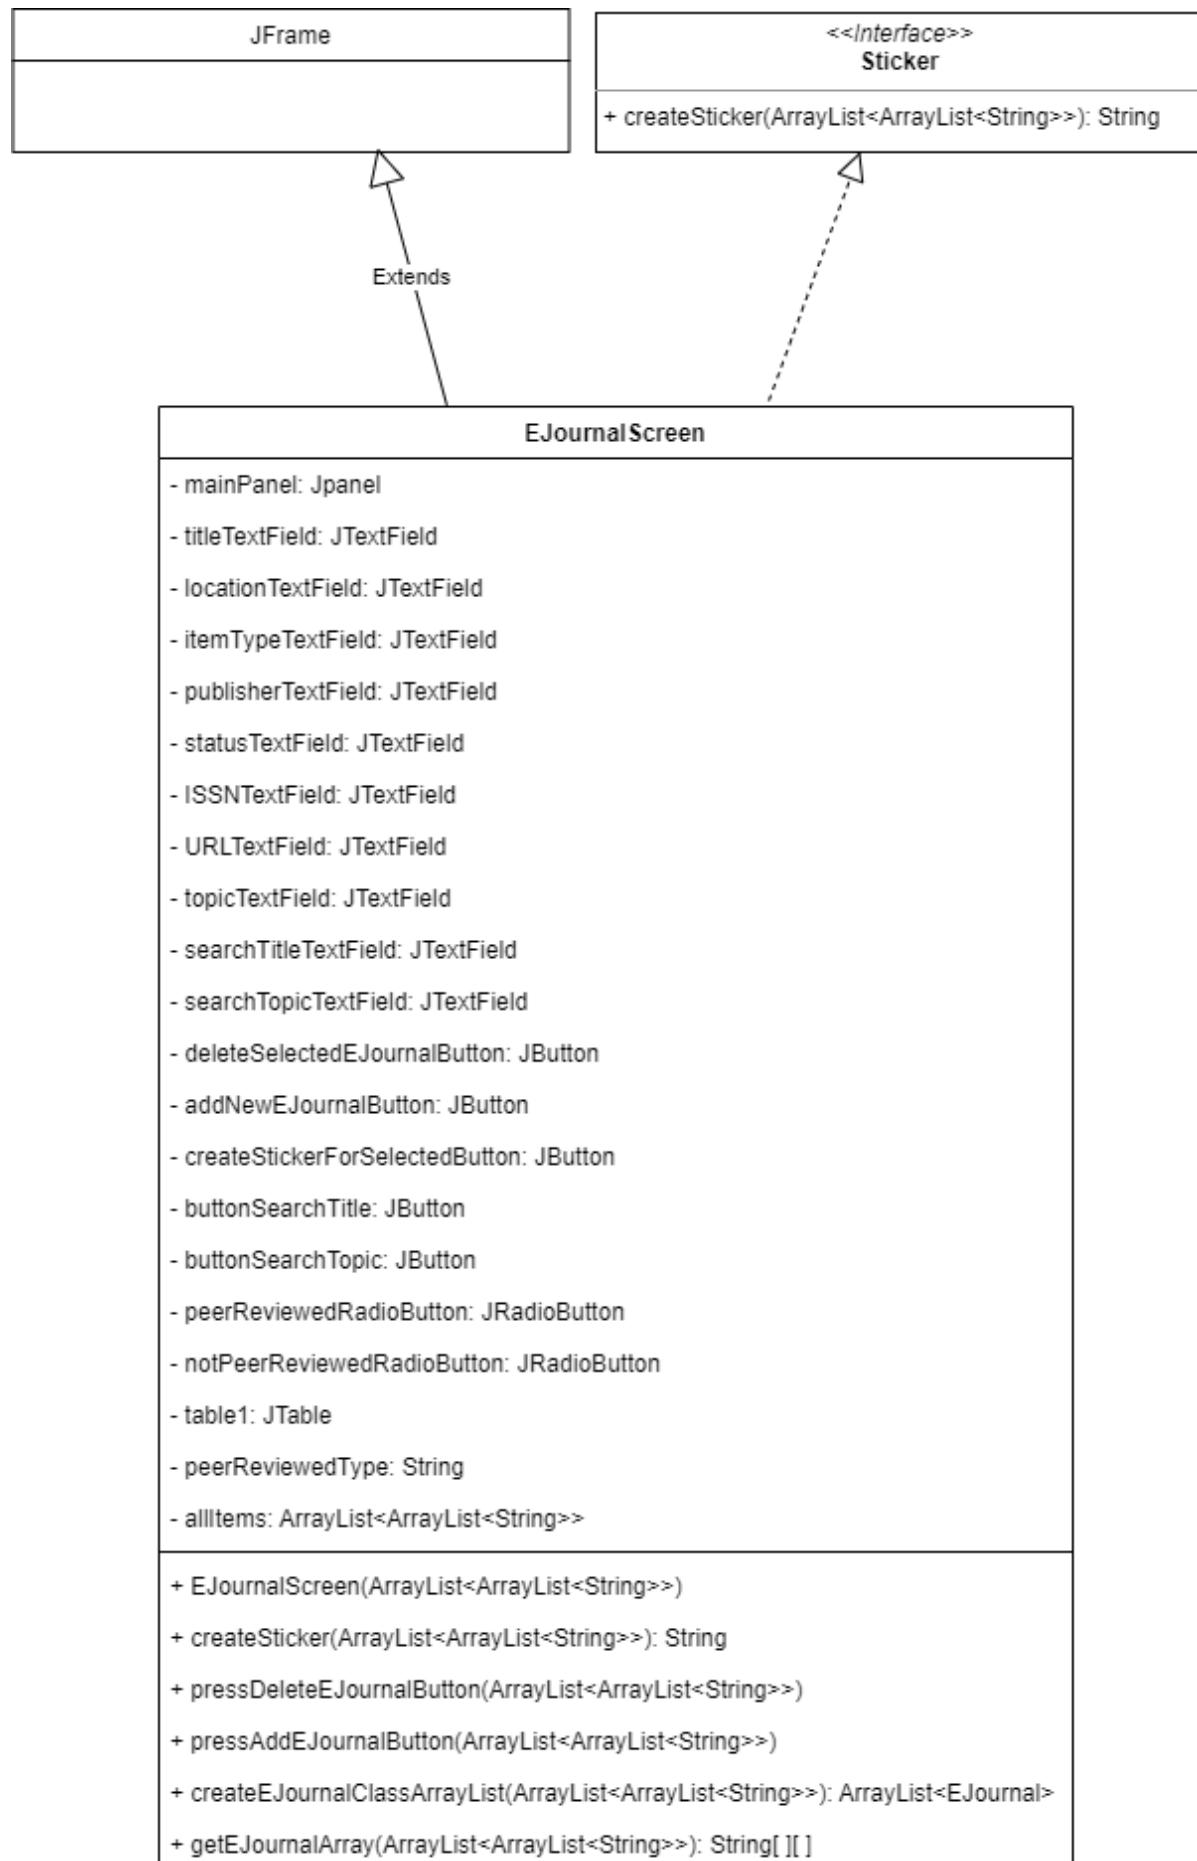 JFrame
<<Interface>>
Sticker
+ createSticker(ArrayList<ArrayList<String>>): String
Extends
EJournalScreen
- mainPanel: Jpanel
- titleTextField: JTextField
- locationTextField: JTextField
- itemTypeTextField: JTextField
- publisherTextField: JTextField
- statusTextField: JTextField
- ISSNTextField: JTextField
- URLTextField: JTextField
- topicTextField: JTextField
- searchTitleTextField: JTextField
- searchTopicTextField: JTextField
- deleteSelectedEJournalButton: JButton
- addNewEJournalButton: JButton
- createStickerForSelectedButton: JButton
- buttonSearchTitle: JButton
- buttonSearchTopic: JButton
- peerReviewedRadioButton: JRadioButton
- notPeerReviewedRadioButton: JRadioButton
- table1: JTable
- peerReviewedType: String
- allItems: ArrayList<ArrayList<String>>
+ EJournalScreen(ArrayList<ArrayList<String>>)
+ createSticker(ArrayList<ArrayList<String>>): String
+ pressDeleteEJournalButton(ArrayList<ArrayList<String>>)
+ pressAddEJournalButton(ArrayList<ArrayList<String>>)
+ createEJournalClassArrayList(ArrayList<ArrayList<String>>): ArrayList<EJournal>
+ getEJournalArray(ArrayList<ArrayList<String>>): String[ ][ ]